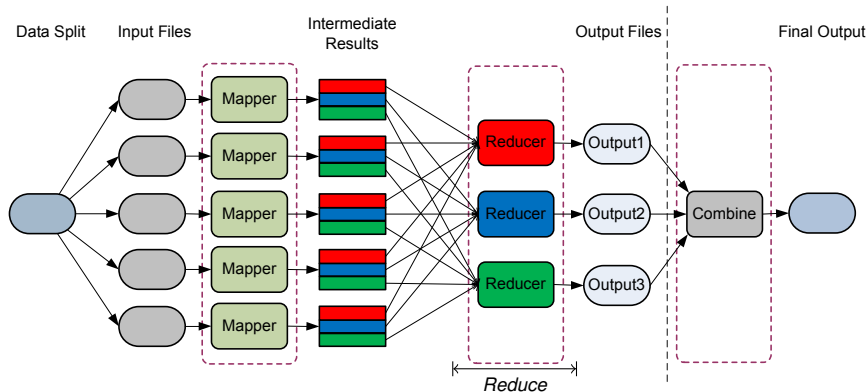 Data Split
Input Files
Intermediate
Results
Output Files
Final Output
Mapper
Mapper
Mapper
Mapper
Mapper
Reducer
Reducer
Reducer
Output1
Output2
Output3
Combine
Reduce